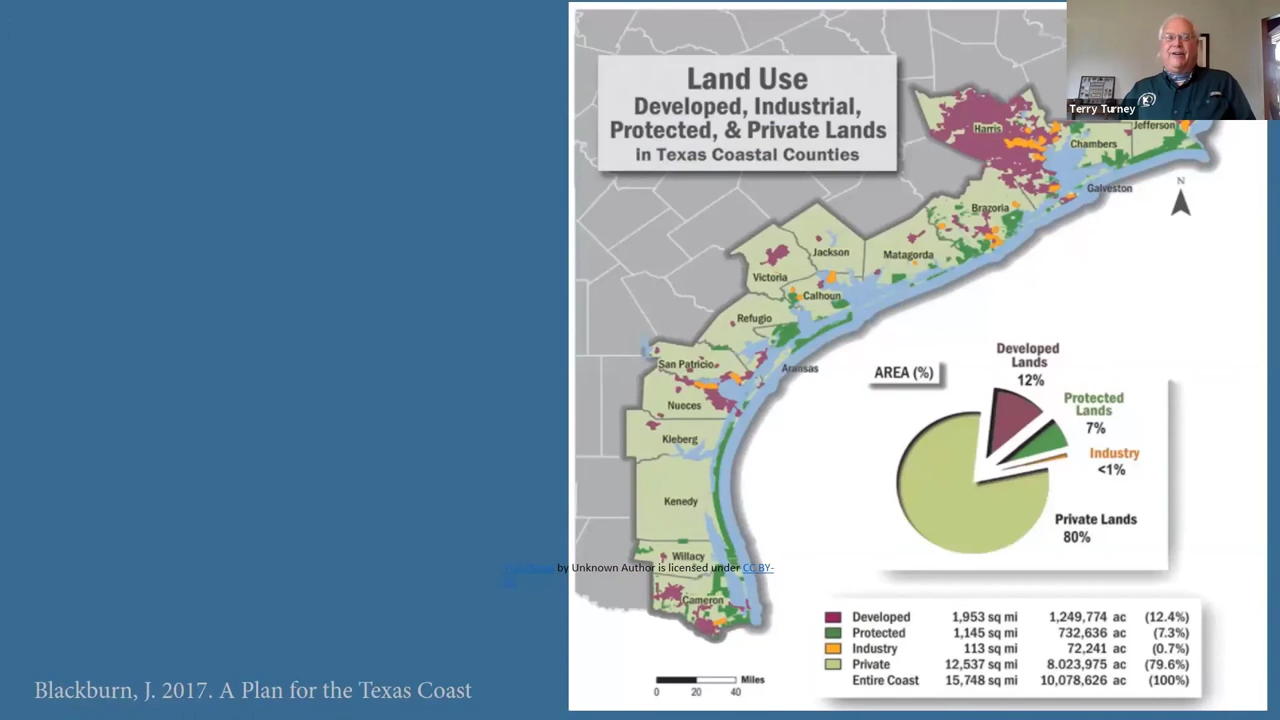 Land Use
Developed, Industrial,
Protected, & Private Lands
in Texas Coastal Counties
Terry Turney
Harris
Jefferson
Chambers
Galveston
N
Brazoria
Jackson
Matagorda
Victoria
Calhoun
Refugio
San Patricio
Aransas
Nueces
Kleberg
Kenedy
Willacy
Cameron
AREA (%)
Developed
Lands
12%
Protected
Lands
7%
Industry
<1%
Private Lands
80%
by Unknown Author is licensed under CC BY-
Developed 1,953 sq mi 1,249,774 ac (12.4%)
Protected 1,145 sq mi 732,636 ac (7.3%)
Industry 113 sq mi 72,241 ac (0.7%)
Private 12,537 sq mi 8.023,975 ac (79.6%)
Entire Coast 15,748 sq mi 10,078,626 ac (100%)
Miles
0 20 40
Blackburn, J. 2017. A Plan for the Texas Coast